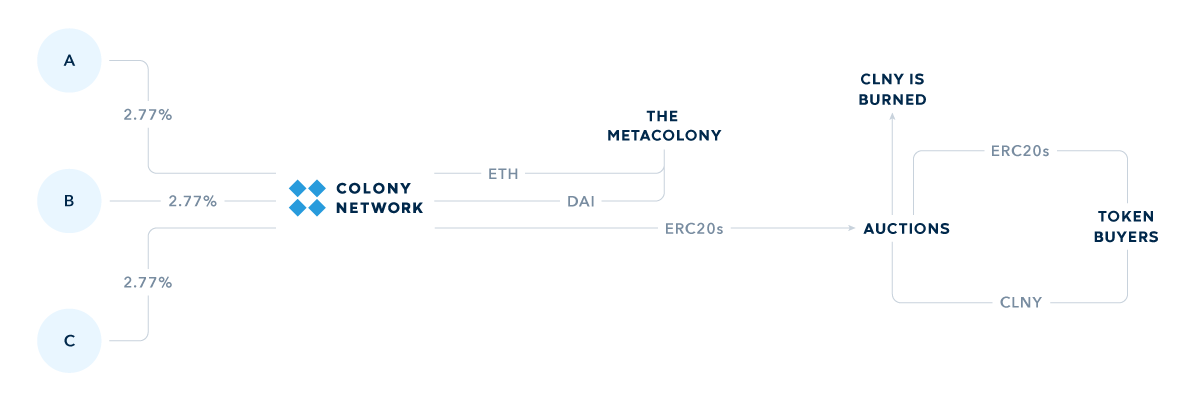 A
2.77%
B
2.77%
C
2.77%
COLONY
NETWORK
ETH
DAI
ERC20s
THE
METACOLONY
CLNY IS
BURNED
AUCTIONS
ERC20s
CLNY
TOKEN
BUYERS